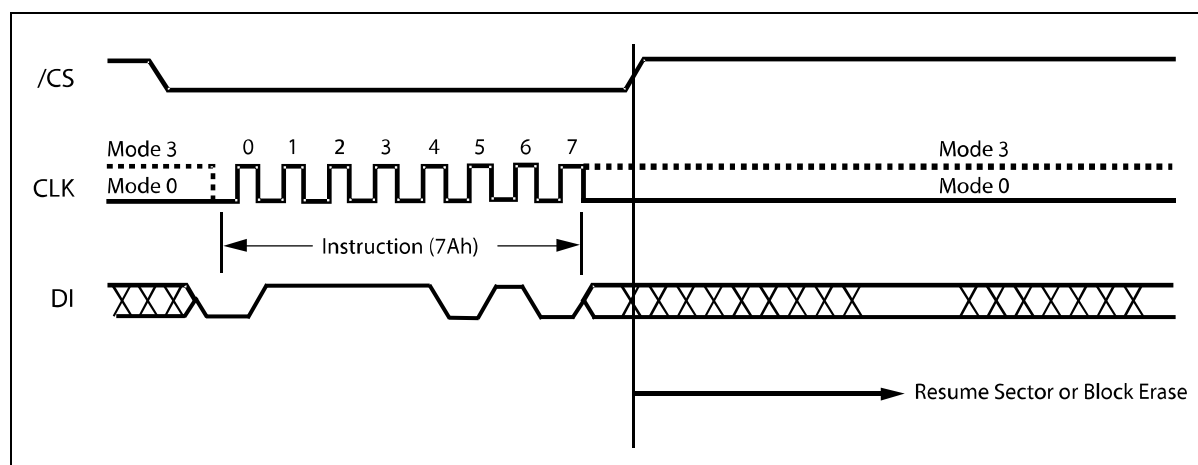 /CS
Mode 3
0 1 2 3 4 5 6 7
Mode 3
CLK
Mode 0
Mode 0
Instruction (7Ah)
DI
Resume Sector or Block Erase